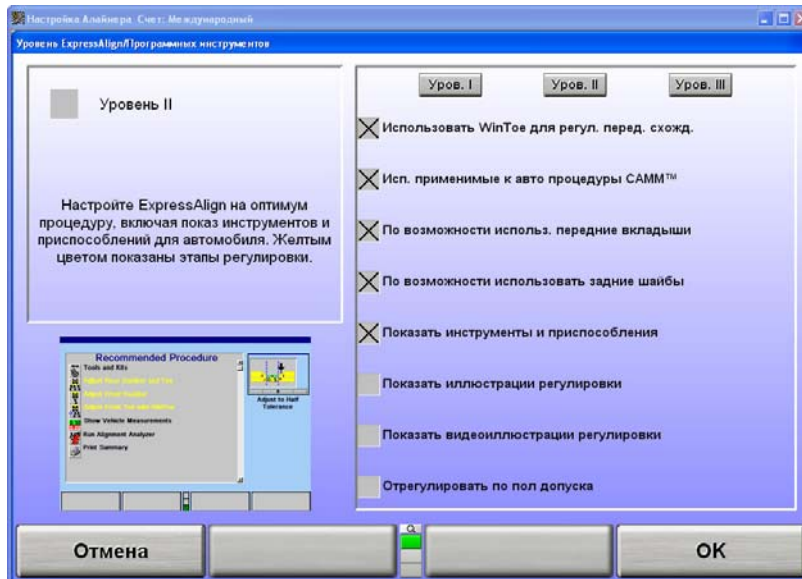 Настройка Алайнера Счет: Международный
Уровень ExpressAlign/Программных инструментов
Уровень II
Настройте ExpressAlign на оптимум
процедуру, включая показ инструментов и
приспособлений для автомобиля. Желтым
цветом показаны этапы регулировки.
Recommended Procedure
Tools and Kits
Show Vehicle Measurements
Run Alignment Analyzer
Print Summary
Adjust to Half
Tolerance
Уров. I
Уров. II
Уров. III
Использовать WinToe для регул. перед. схожд.
Исп. применимые к авто процедуры CAMM™
По возможности использ. передние вкладыши
По возможности использовать задние шайбы
Показать инструменты и приспособления
Показать иллюстрации регулировки
Показать видеоиллюстрации регулировки
Отрегулировать по пол допуска
Отмена
OK